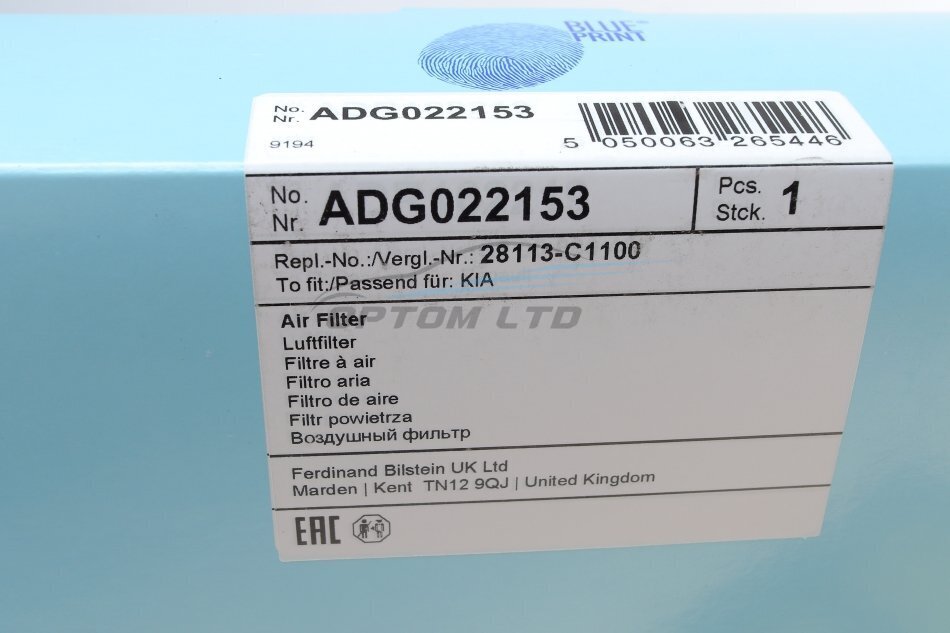 BLUE
PRINT
No. ADG022153
Nr.
9194
5 050063 265446
No. ADG022153
Nr.
Pcs. 1
Stck.
Repl.-No.:/Vergl.-Nr.: 28113-C1100
To fit:/Passend für: KIA
OPTOM LTD
Air Filter
Luftfilter
Filtre à air
Filtro aria
Filtro de aire
Filtr powietrza
Воздушный фильтр
Ferdinand Bilstein UK Ltd
Marden | Kent TN12 9QJ | United Kingdom
EAC